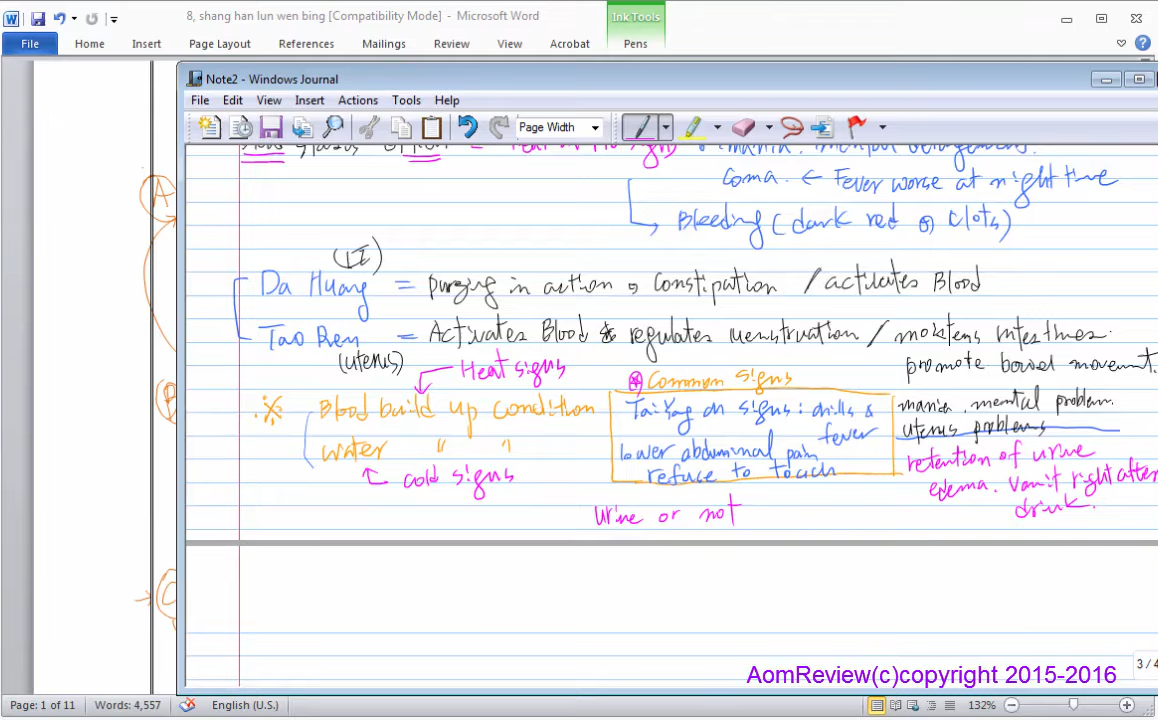 8, shang han lun wen bing [Compatibility Mode] - Microsoft Word
Ink Tools
File Home Insert Page Layout References Mailings Review View Acrobat Pens
Note2 - Windows Journal
File Edit View Insert Actions Tools Help
Page Width
A
Coma. ← Fever worse at night time
Bleeding (dark red clots)
(LI)
Da Huang = purging in action Constipation / activates Blood
Tao Ren = Activates Blood & regulates menstruation / moistens intestines.
(uterus)
promote bowel movement.
Heat signs
Common signs
※ Blood build up condition
Tai Yang signs: chills &
fever
mania. mental problem.
uterus problems
water " "
lower abdominal pain
refuse to touch
retention of urine
edema. Vomit right after
drink.
cold signs
Urine or not
B
C
3 / 4
AomReview(c)copyright 2015-2016
Page: 1 of 11 Words: 4,557 English (U.S.) 132%